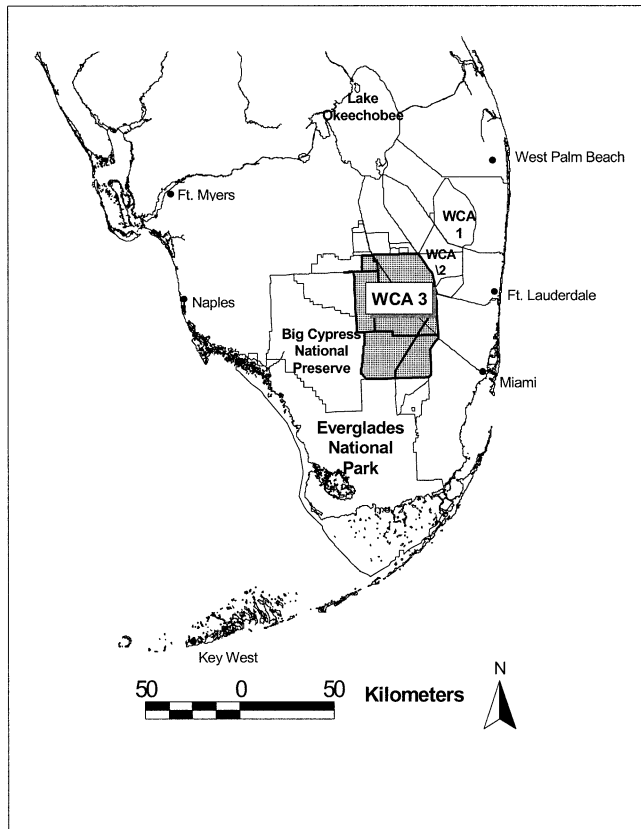 Lake
Okeechobee
West Palm Beach
Ft. Myers
WCA
1
WCA
\2
WCA 3
Ft. Lauderdale
Naples
Big Cypress
National
Preserve
Miami
Everglades
National
Park
Key West
50 0 50 Kilometers
N